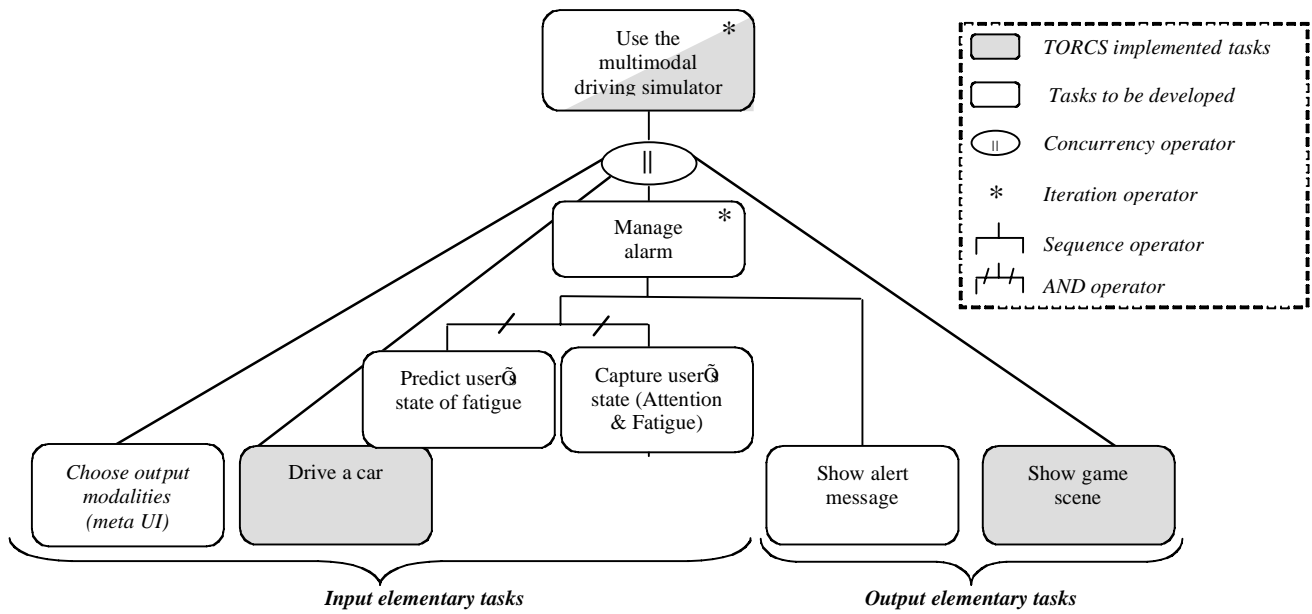 Use the
multimodal
driving simulator
*
||
Manage
alarm
*
Predict userÕs
state of fatigue
Capture userÕs
state (Attention
& Fatigue)
Choose output
modalities
(meta UI)
Drive a car
Show alert
message
Show game
scene
Input elementary tasks
Output elementary tasks
TORCS implemented tasks
Tasks to be developed
|| Concurrency operator
* Iteration operator
Sequence operator
AND operator